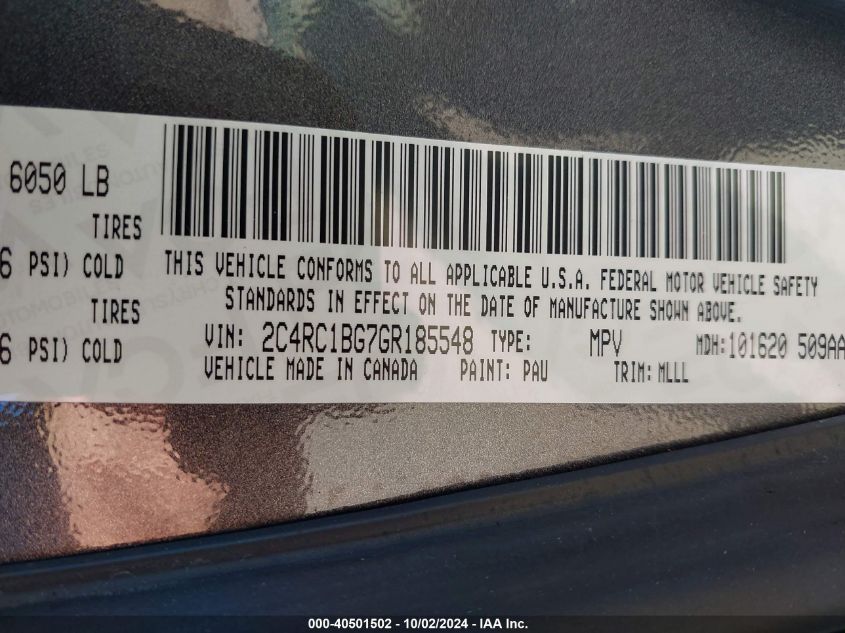 6050 LB
TIRES
6 PSI) COLD
TIRES
6 PSI) COLD
THIS VEHICLE CONFORMS TO ALL APPLICABLE U.S.A. FEDERAL MOTOR VEHICLE SAFETY
STANDARDS IN EFFECT ON THE DATE OF MANUFACTURE SHOWN ABOVE.
VIN: 2C4RC1BG7GR185548 TYPE: MPV MDH:101620 509AA
VEHICLE MADE IN CANADA PAINT: PAU TRIM: MLLL
000-40501502 - 10/02/2024 - IAA Inc.